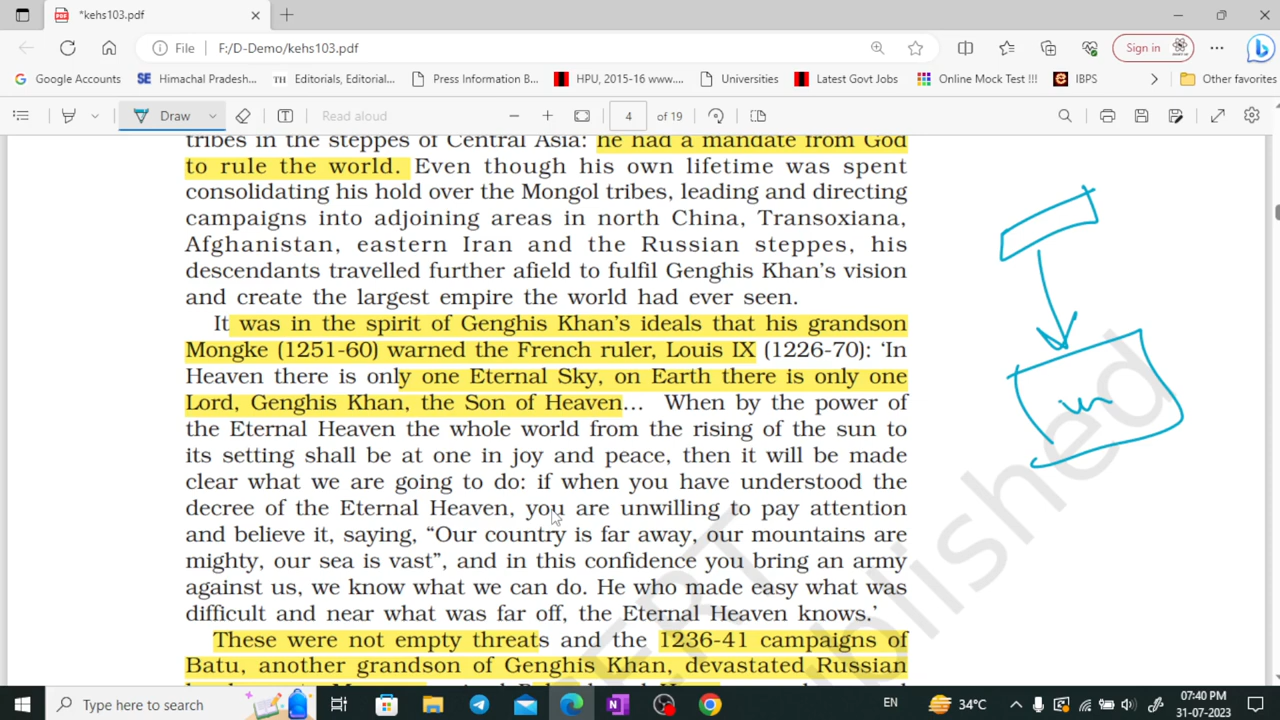 *kehs103.pdf
File F:/D-Demo/kehs103.pdf Sign in
Google Accounts SE Himachal Pradesh... TH Editorials, Editorial... Press Information B... HPU, 2015-16 www.... Universities Latest Govt Jobs Online Mock Test !!! IBPS Other favorites
Draw Read aloud 4 of 19
tribes in the steppes of Central Asia: he had a mandate from God
to rule the world. Even though his own lifetime was spent
consolidating his hold over the Mongol tribes, leading and directing
campaigns into adjoining areas in north China, Transoxiana,
Afghanistan, eastern Iran and the Russian steppes, his
descendants travelled further afield to fulfil Genghis Khan's vision
and create the largest empire the world had ever seen.
It was in the spirit of Genghis Khan's ideals that his grandson
Mongke (1251-60) warned the French ruler, Louis IX (1226-70): 'In
Heaven there is only one Eternal Sky, on Earth there is only one
Lord, Genghis Khan, the Son of Heaven... When by the power of
the Eternal Heaven the whole world from the rising of the sun to
its setting shall be at one in joy and peace, then it will be made
clear what we are going to do: if when you have understood the
decree of the Eternal Heaven, you are unwilling to pay attention
and believe it, saying, "Our country is far away, our mountains are
mighty, our sea is vast", and in this confidence you bring an army
against us, we know what we can do. He who made easy what was
difficult and near what was far off, the Eternal Heaven knows.'
These were not empty threats and the 1236-41 campaigns of
Batu, another grandson of Genghis Khan, devastated Russian
Type here to search 34°C EN 07:40 PM
31-07-2023